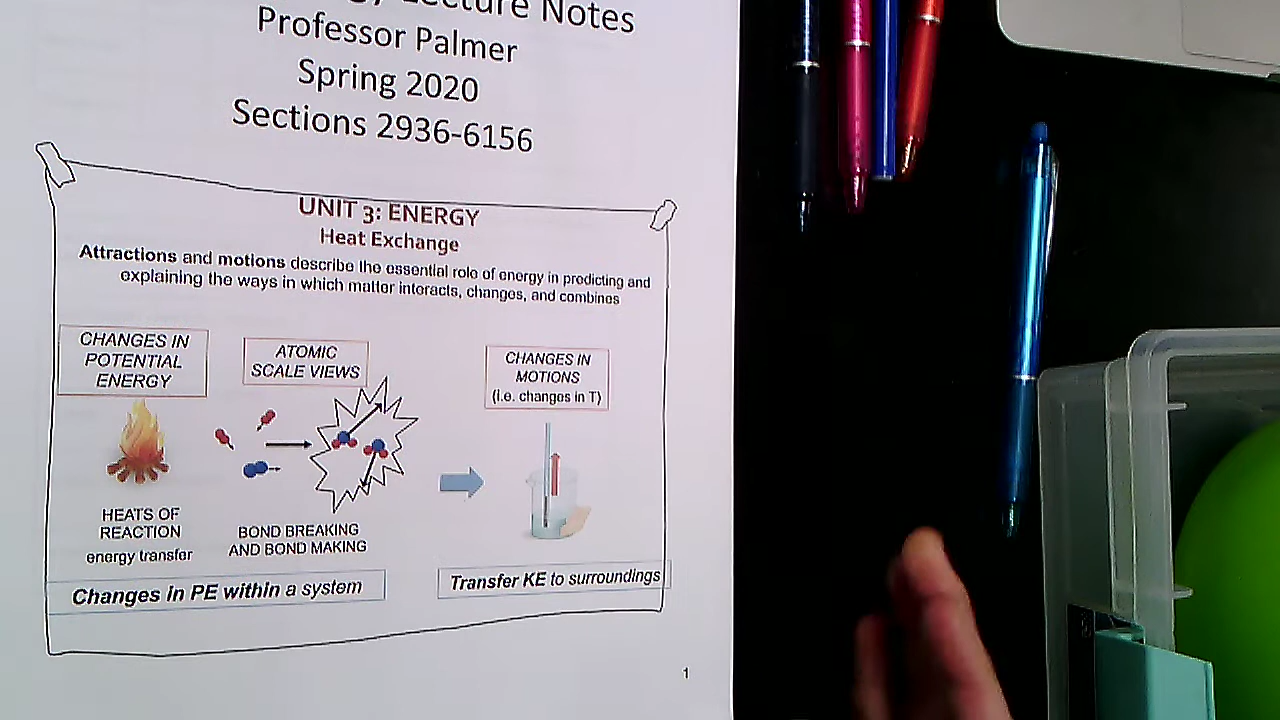 Lecture Notes
Professor Palmer
Spring 2020
Sections 2936-6156
UNIT 3: ENERGY
Heat Exchange
Attractions and motions describe the essential role of energy in predicting and
explaining the ways in which matter interacts, changes, and combines
CHANGES IN
POTENTIAL
ENERGY
ATOMIC
SCALE VIEWS
CHANGES IN
MOTIONS
(i.e. changes in T)
HEATS OF
REACTION
energy transfer
BOND BREAKING
AND BOND MAKING
Changes in PE within a system
Transfer KE to surroundings
1